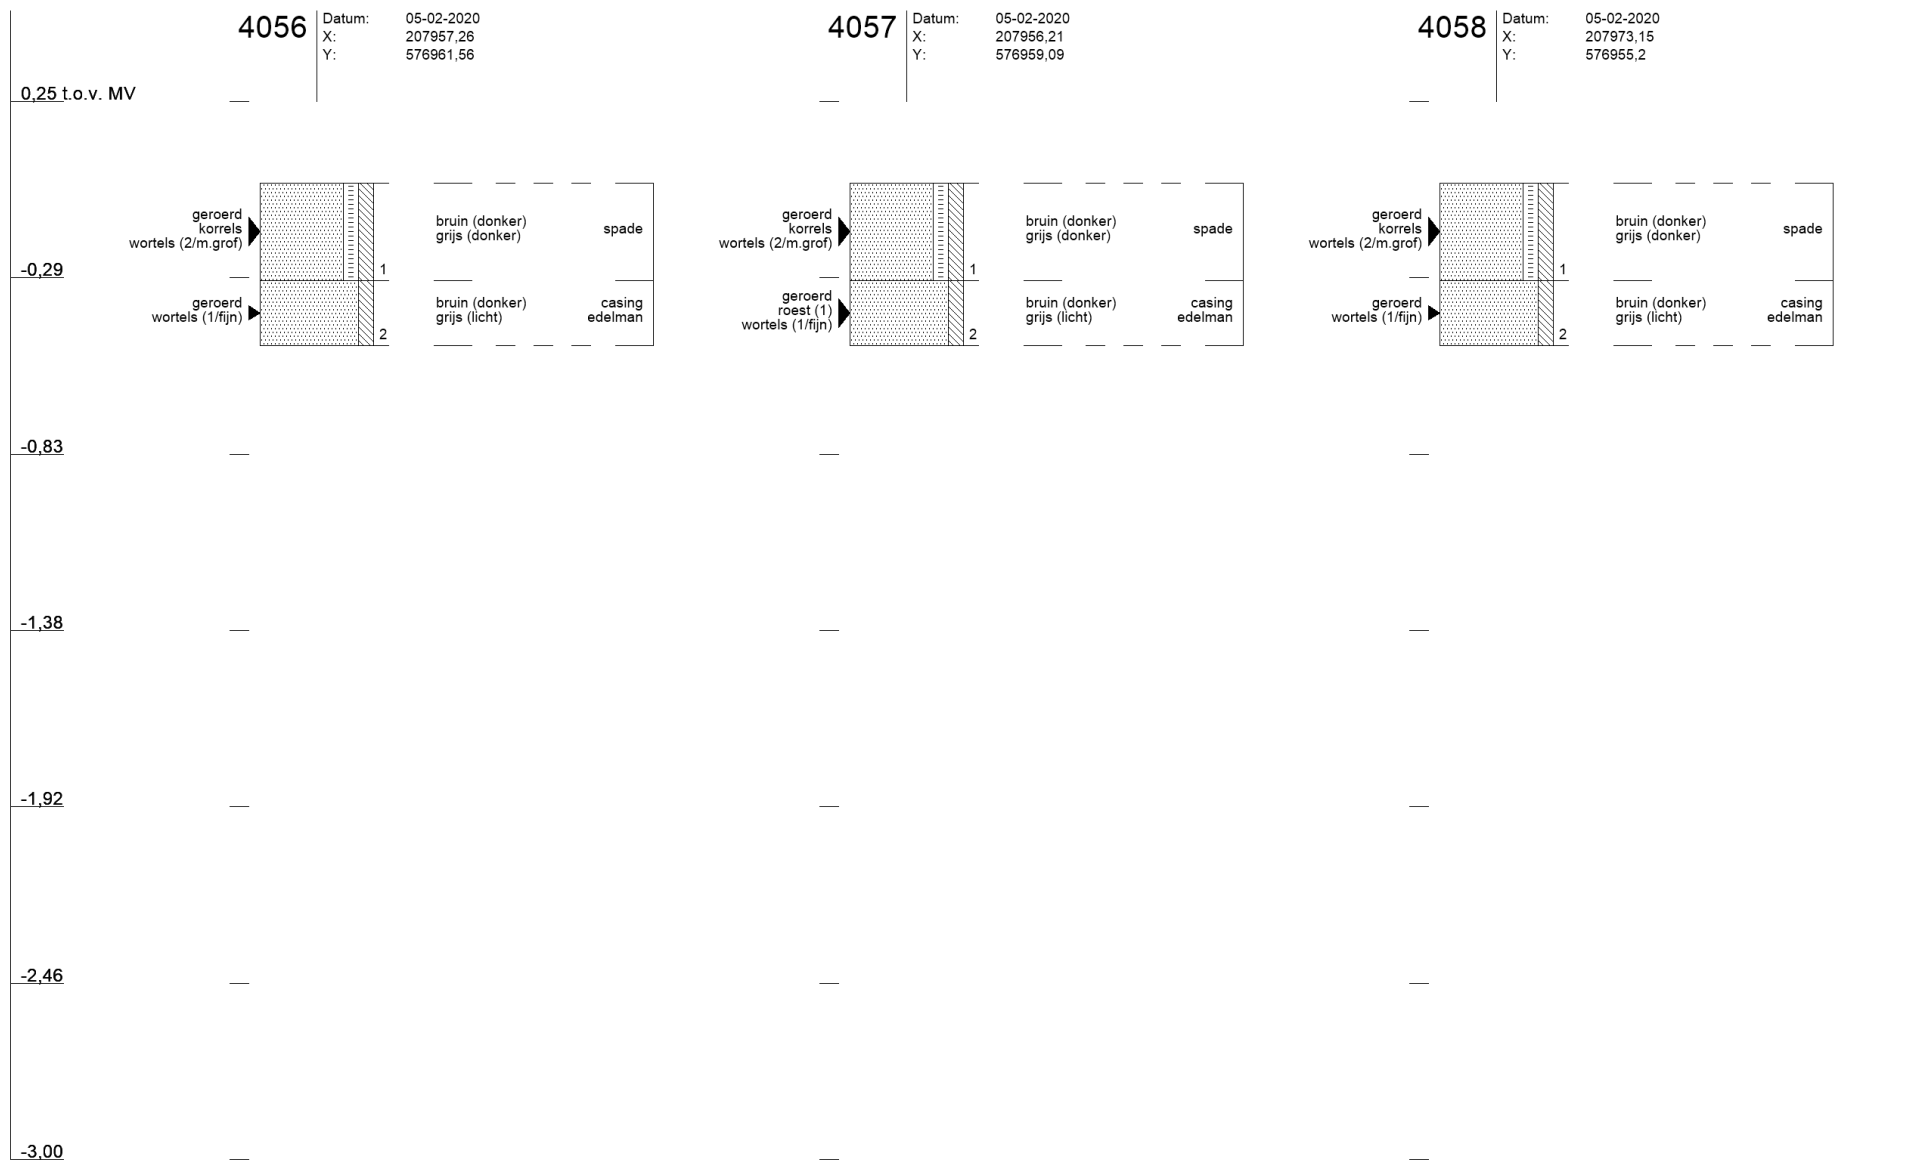 4056
Datum: 05-02-2020
X: 207957,26
Y: 576961,56
4057
Datum: 05-02-2020
X: 207956,21
Y: 576959,09
4058
Datum: 05-02-2020
X: 207973,15
Y: 576955,2
0,25 t.o.v. MV
-0,29
-0,83
-1,38
-1,92
-2,46
-3,00
geroerd
korrels
wortels (2/m.grof)
1
bruin (donker)
grijs (donker)
spade
geroerd
wortels (1/fijn)
2
bruin (donker)
grijs (licht)
casing
edelman
geroerd
korrels
wortels (2/m.grof)
1
bruin (donker)
grijs (donker)
spade
geroerd
roest (1)
wortels (1/fijn)
2
bruin (donker)
grijs (licht)
casing
edelman
geroerd
korrels
wortels (2/m.grof)
1
bruin (donker)
grijs (donker)
spade
geroerd
wortels (1/fijn)
2
bruin (donker)
grijs (licht)
casing
edelman